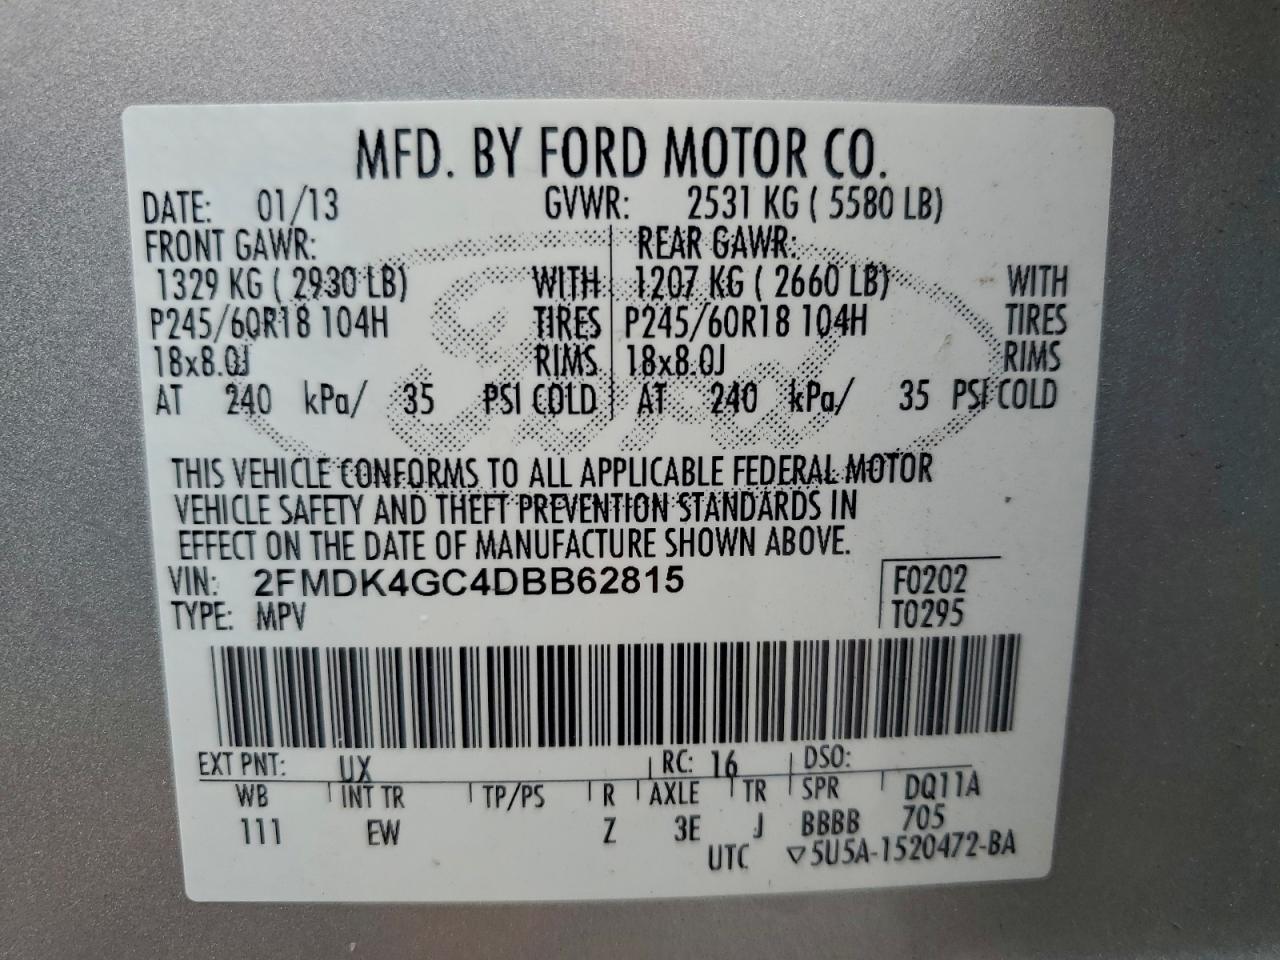 MFD. BY FORD MOTOR CO.
DATE: 01/13 GVWR: 2531 KG ( 5580 LB)
FRONT GAWR: REAR GAWR:
1329 KG ( 2930 LB) WITH 1207 KG ( 2660 LB) WITH
P245/60R18 104H TIRES P245/60R18 104H TIRES
18x8.0J RIMS 18x8.0J RIMS
AT 240 kPa/ 35 PSI COLD AT 240 kPa/ 35 PSI COLD
Ford
THIS VEHICLE CONFORMS TO ALL APPLICABLE FEDERAL MOTOR
VEHICLE SAFETY AND THEFT PREVENTION STANDARDS IN
EFFECT ON THE DATE OF MANUFACTURE SHOWN ABOVE.
VIN: 2FMDK4GC4DBB62815 F0202
TYPE: MPV T0295
EXT PNT: UX RC: 16 DSO:
WB INT TR TP/PS R AXLE TR SPR DQ11A
111 EW Z 3E J BBBB 705
UTC ▽5U5A-1520472-BA